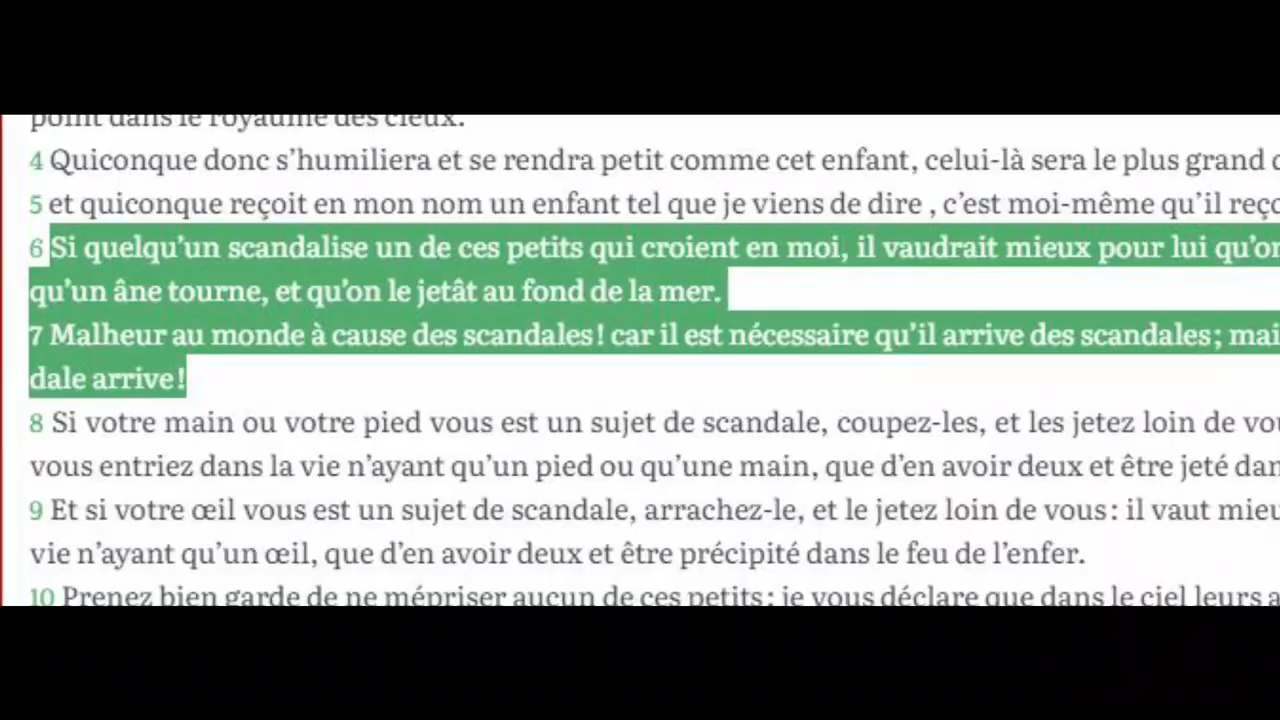 point dans le royaume des cieux.
4 Quiconque donc s’humiliera et se rendra petit comme cet enfant, celui-là sera le plus grand
5 et quiconque reçoit en mon nom un enfant tel que je viens de dire , c’est moi-même qu’il reço
6 Si quelqu’un scandalise un de ces petits qui croient en moi, il vaudrait mieux pour lui qu’on
qu’un âne tourne, et qu’on le jetât au fond de la mer.
7 Malheur au monde à cause des scandales! car il est nécessaire qu’il arrive des scandales; mai
dale arrive!
8 Si votre main ou votre pied vous est un sujet de scandale, coupez-les, et les jetez loin de vou
vous entriez dans la vie n’ayant qu’un pied ou qu’une main, que d’en avoir deux et être jeté dan
9 Et si votre œil vous est un sujet de scandale, arrachez-le, et le jetez loin de vous: il vaut mieu
vie n’ayant qu’un œil, que d’en avoir deux et être précipité dans le feu de l’enfer.
10 Prenez bien garde de ne mépriser aucun de ces petits: je vous déclare que dans le ciel leurs a